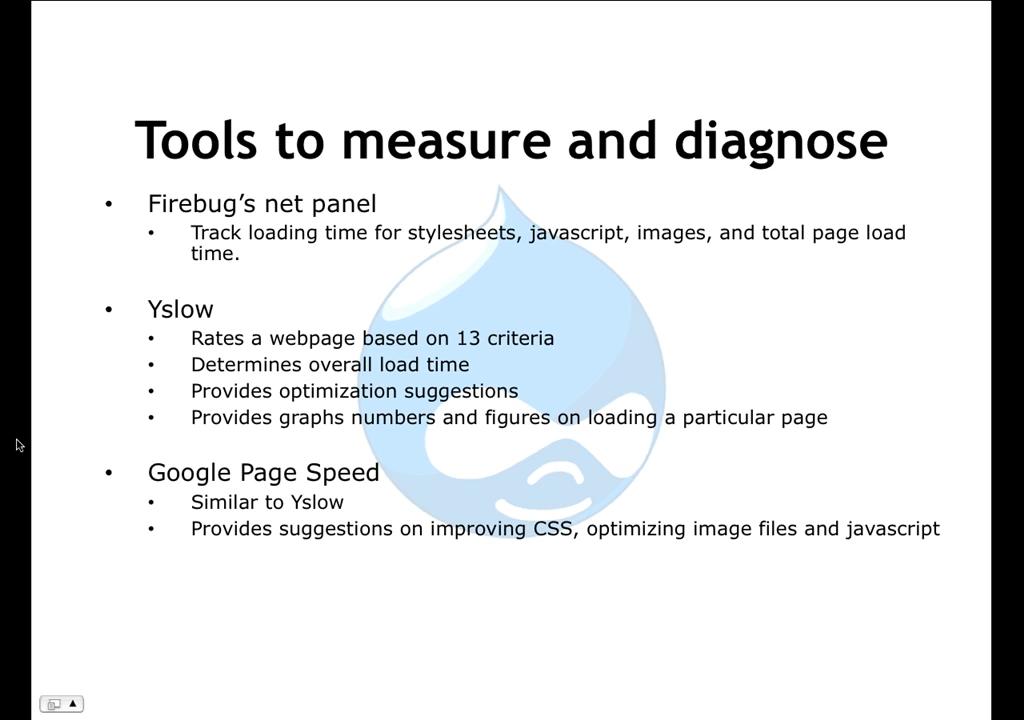 Tools to measure and diagnose
• Firebug’s net panel
• Track loading time for stylesheets, javascript, images, and total page load
time.
• Yslow
• Rates a webpage based on 13 criteria
• Determines overall load time
• Provides optimization suggestions
• Provides graphs numbers and figures on loading a particular page
• Google Page Speed
• Similar to Yslow
• Provides suggestions on improving CSS, optimizing image files and javascript